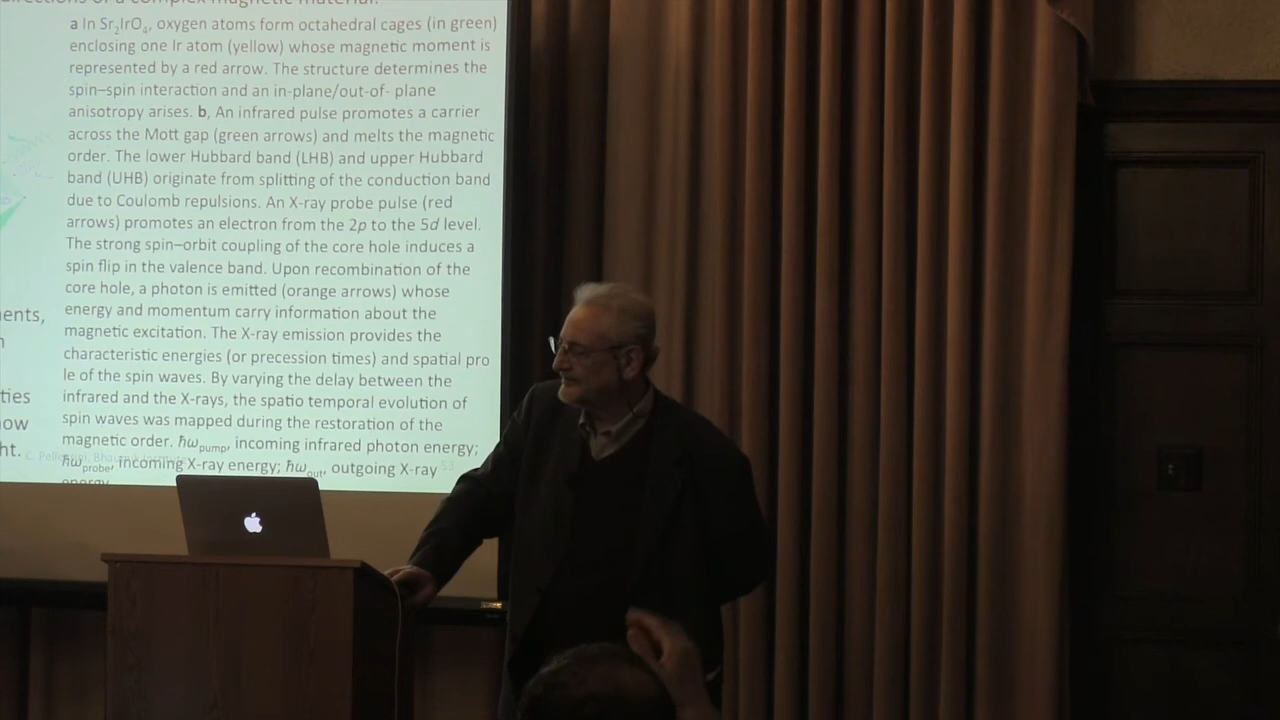 directions of a complex magnetic material.
a In Sr2IrO4, oxygen atoms form octahedral cages (in green)
enclosing one Ir atom (yellow) whose magnetic moment is
represented by a red arrow. The structure determines the
spin–spin interaction and an in-plane/out-of- plane
anisotropy arises. b, An infrared pulse promotes a carrier
across the Mott gap (green arrows) and melts the magnetic
order. The lower Hubbard band (LHB) and upper Hubbard
band (UHB) originate from splitting of the conduction band
due to Coulomb repulsions. An X-ray probe pulse (red
arrows) promotes an electron from the 2p to the 5d level.
The strong spin–orbit coupling of the core hole induces a
spin flip in the valence band. Upon recombination of the
core hole, a photon is emitted (orange arrows) whose
energy and momentum carry information about the
magnetic excitation. The X-ray emission provides the
characteristic energies (or precession times) and spatial pro
le of the spin waves. By varying the delay between the
infrared and the X-rays, the spatio temporal evolution of
spin waves was mapped during the restoration of the
magnetic order. ħωpump, incoming infrared photon energy;
ħωprobe, incoming X-ray energy; ħωout, outgoing X-ray
energy
ents,
n
ties
ow
ht.
C.
53